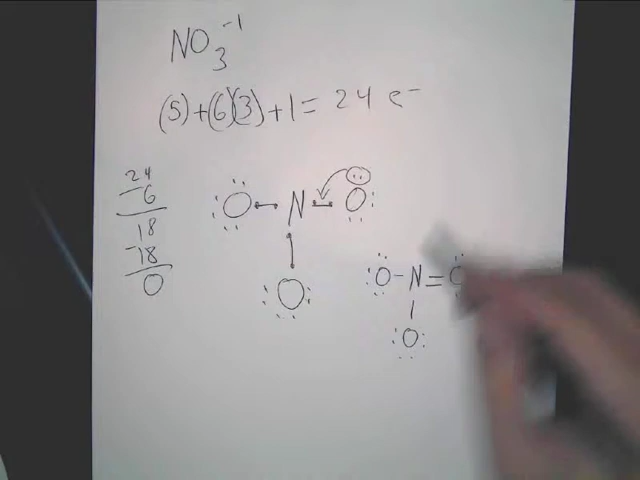 NO₃⁻¹
(5)+(6)(3)+1= 24 e⁻
24
-6
18
-18
0
O-N-O
O
O-N=O
O